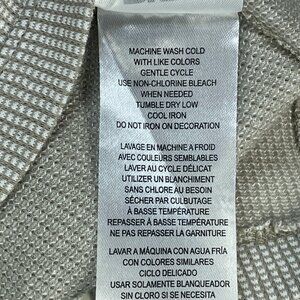 MACHINE WASH COLD
WITH LIKE COLORS
GENTLE CYCLE
USE NON-CHLORINE BLEACH
WHEN NEEDED
TUMBLE DRY LOW
COOL IRON
DO NOT IRON ON DECORATION
LAVAGE EN MACHINE A FROID
AVEC COULEURS SEMBLABLES
LAVER AU CYCLE DÉLICAT
UTILIZER UN BLANCHIMENT
SANS CHLORE AU BESOIN
SÉCHER PAR CULBUTAGE
À BASSE TEMPÉRATURE
REPASSER À BASSE TEMPÉRATURE
NE PAS REPASSER LA GARNITURE
LAVAR A MÁQUINA CON AGUA FRÍA
CON COLORES SIMILARES
CICLO DELICADO
USAR SOLAMENTE BLANQUEADOR
SIN CLORO SI SE NECESITA